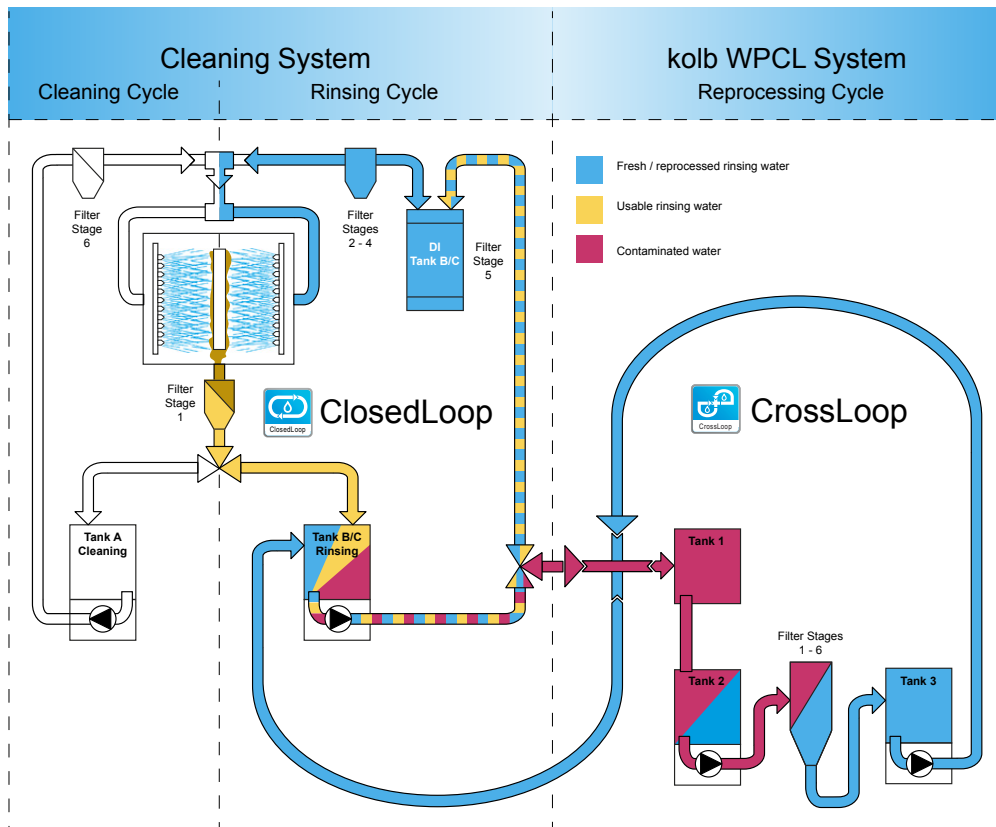 Cleaning System
kolb WPCL System
Cleaning Cycle
Rinsing Cycle
Reprocessing Cycle
Fresh / reprocessed rinsing water
Usable rinsing water
Contaminated water
Filter
Stage
6
Filter
Stages
2 - 4
DI
Tank B/C
Filter
Stage
5
Filter
Stage
1
ClosedLoop
ClosedLoop
CrossLoop
CrossLoop
Tank A
Cleaning
Tank B/C
Rinsing
Tank 1
Filter Stages
1 - 6
Tank 2
Tank 3